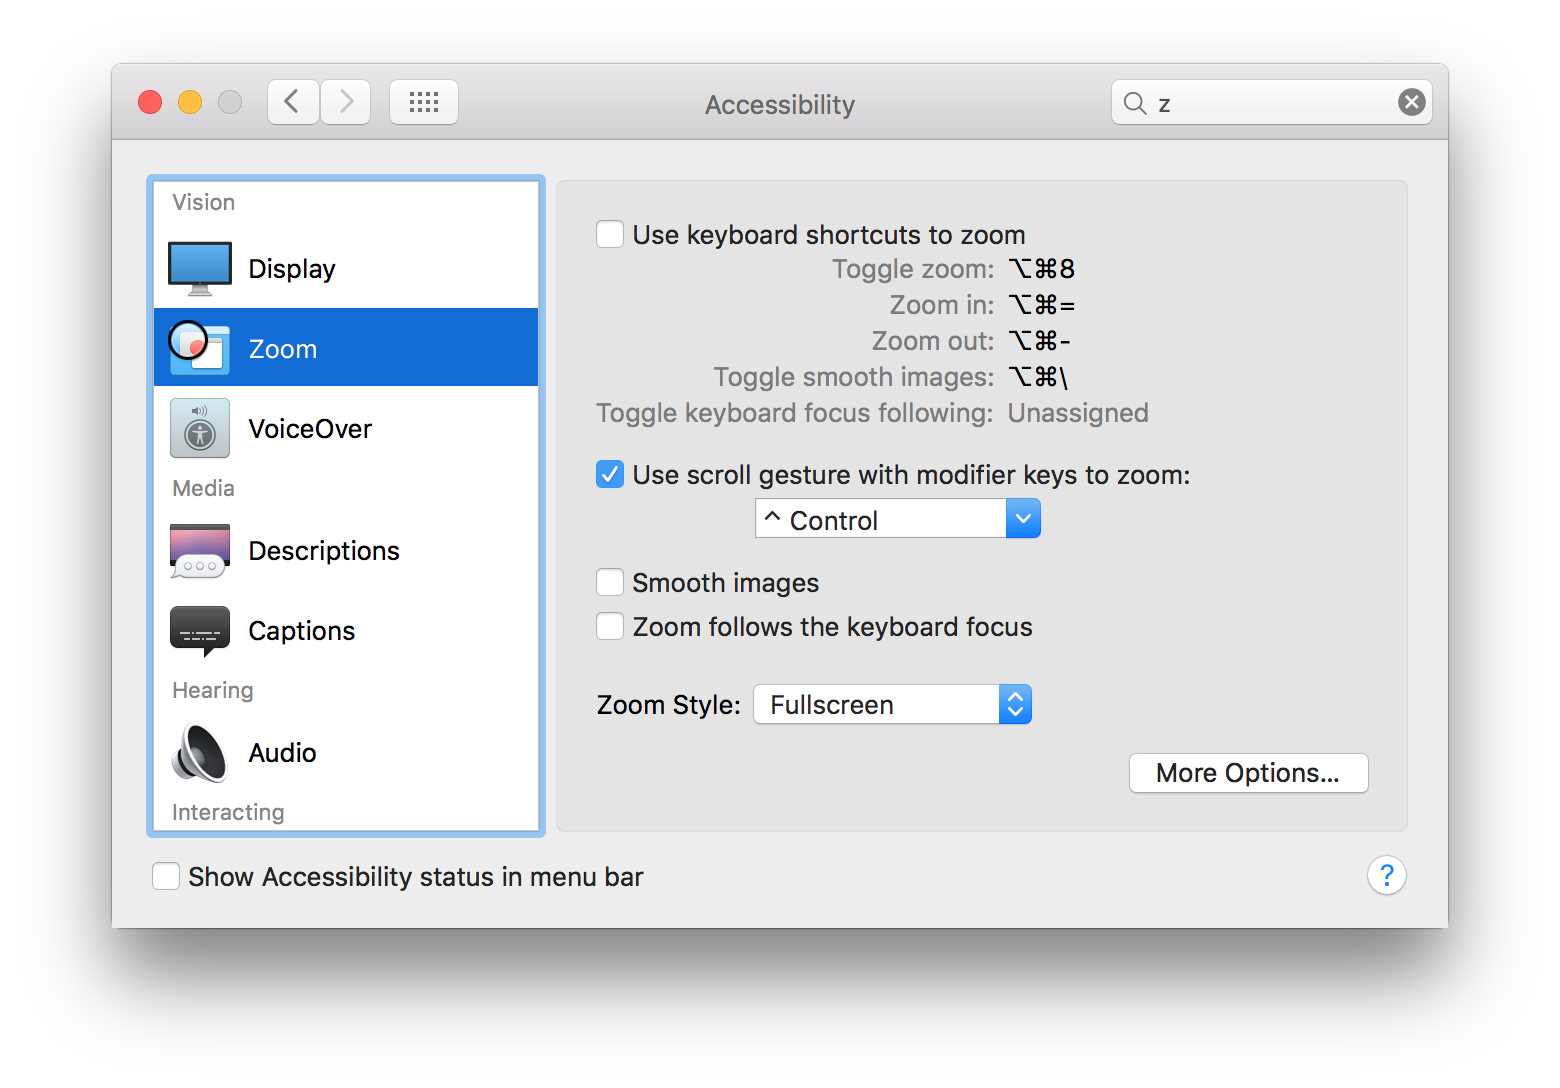 Accessibility
z
Vision
Display
Zoom
VoiceOver
Media
Descriptions
Captions
Hearing
Audio
Interacting
Use keyboard shortcuts to zoom
Toggle zoom: ⌥⌘8
Zoom in: ⌥⌘=
Zoom out: ⌥⌘-
Toggle smooth images: ⌥⌘\
Toggle keyboard focus following: Unassigned
Use scroll gesture with modifier keys to zoom:
^ Control
Smooth images
Zoom follows the keyboard focus
Zoom Style: Fullscreen
More Options...
Show Accessibility status in menu bar
?